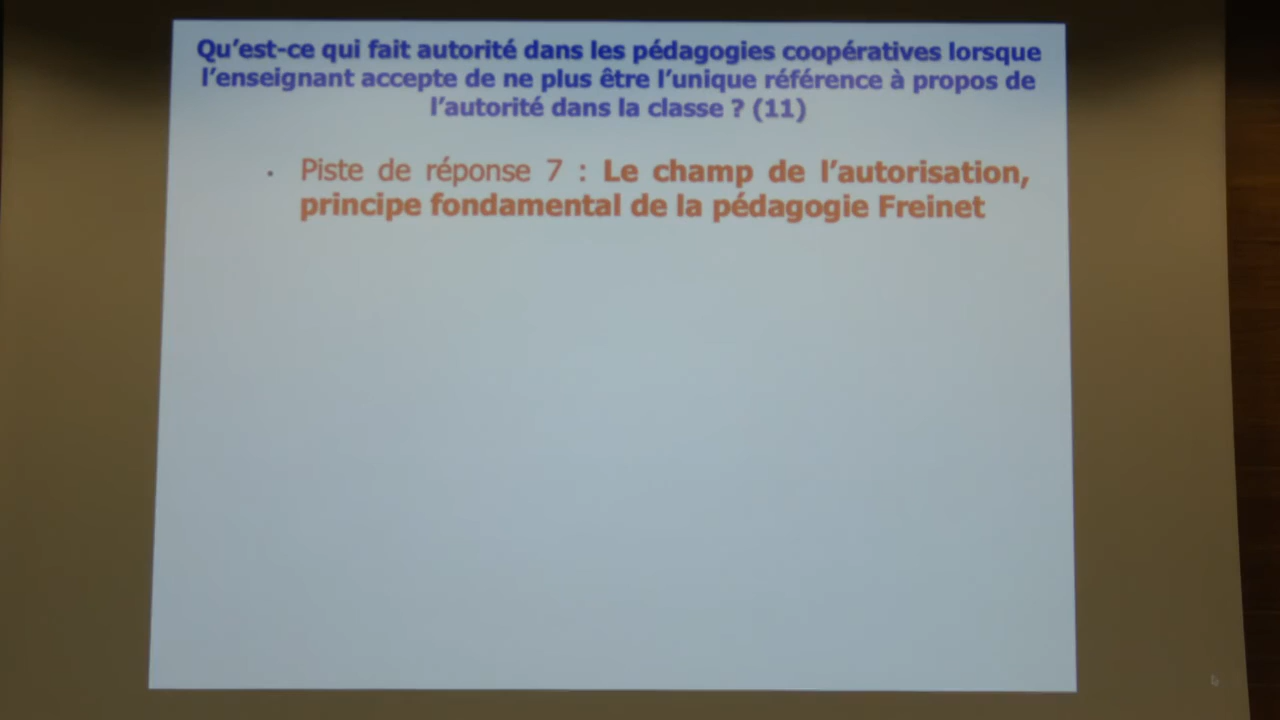 Qu’est-ce qui fait autorité dans les pédagogies coopératives lorsque
l’enseignant accepte de ne plus être l’unique référence à propos de
l’autorité dans la classe ? (11)
• Piste de réponse 7 : Le champ de l’autorisation,
principe fondamental de la pédagogie Freinet